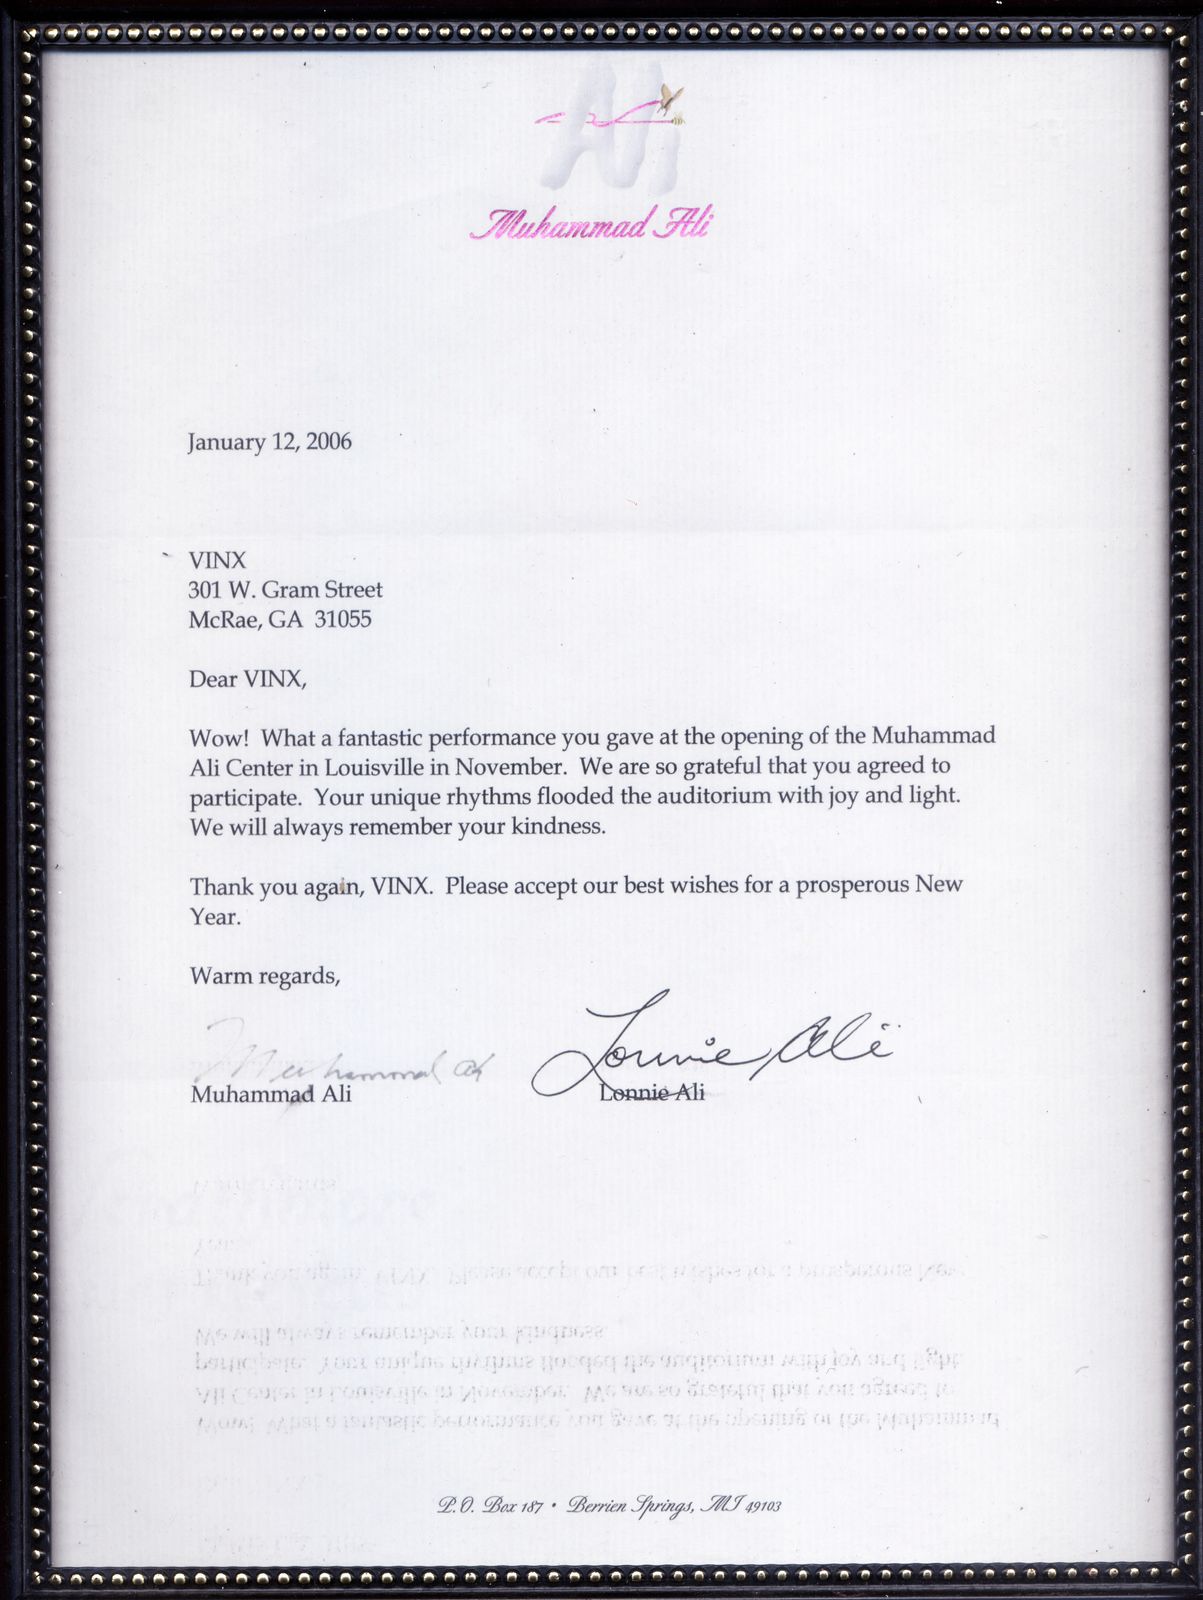 Ali
Muhammad Ali
January 12, 2006
VINX
301 W. Gram Street
McRae, GA 31055
Dear VINX,
Wow! What a fantastic performance you gave at the opening of the Muhammad
Ali Center in Louisville in November. We are so grateful that you agreed to
participate. Your unique rhythms flooded the auditorium with joy and light.
We will always remember your kindness.
Thank you again, VINX. Please accept our best wishes for a prosperous New
Year.
Warm regards,
Muhammad Ali Lonnie Ali
Muhammad Ali Lonnie Ali
P.O. Box 187 • Berrien Springs, MI 49103